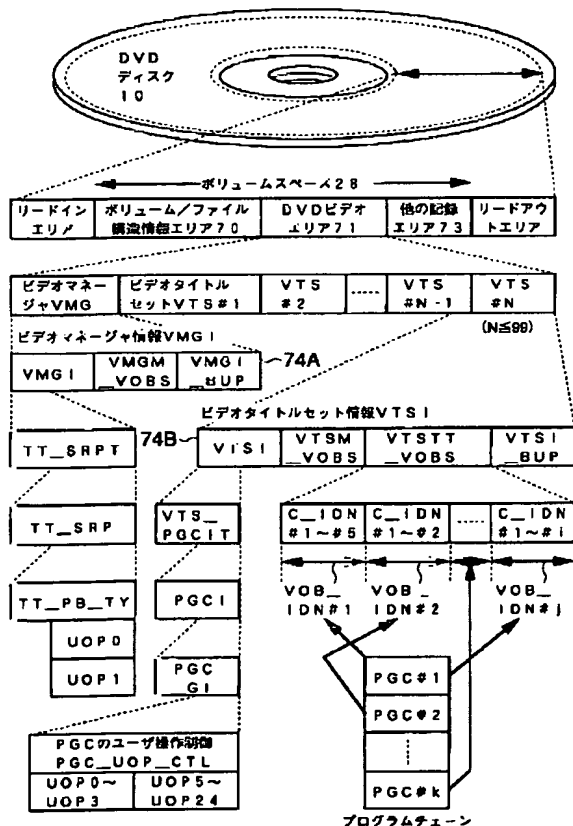 DVD
ディスク
10
ボリュームスペース28
リードイン
エリア
ボリューム/ファイル
構造情報エリア70
DVDビデオ
エリア71
他の記録
エリア73
リードアウ
トエリア
ビデオマネー
ジャVMG
ビデオタイトル
セットVTS#1
VTS
#2
.....
VTS
#N-1
VTS
#N
(N≦99)
ビデオマネージャ情報VMGI
VMGI
VMGM
_VOBS
VMGI
_BUP
74A
ビデオタイトルセット情報VTSI
74B
TT_SRPT
VTSI
VTSM
_VOBS
VTSTT
_VOBS
VTSI
_BUP
TT_SRP
VTS_
PGCIT
C_IDN
#1~#5
C_IDN
#1~#2
.....
C_IDN
#1~#i
VOB_
IDN#1
VOB_
IDN#2
VOB_
IDN#j
TT_PB_TY
PGCI
UOP0
UOP1
PGC
_GI
PGC#1
PGC#2
PGC#k
PGCのユーザ操作制御
PGC_UOP_CTL
UOP0~
UOP3
UOP5~
UOP24
プログラムチェーン